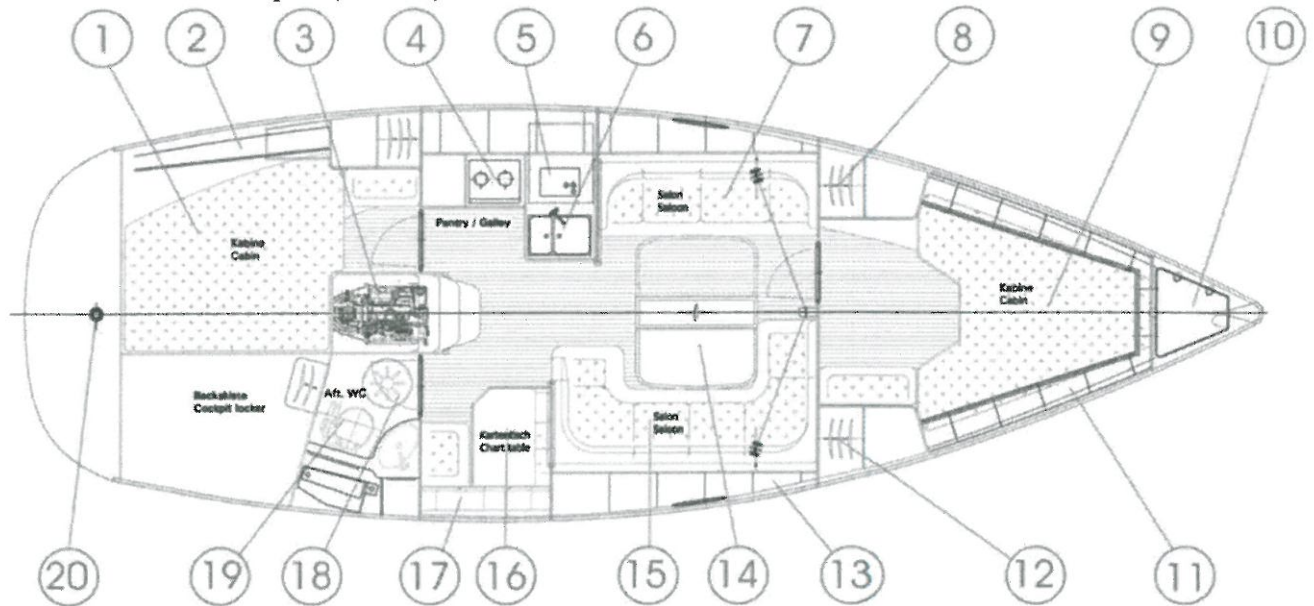 1 2 3 4 5 6 7 8 9 10
Pantry / Galley
Salon
Saloon
Kabine
Cabin
Kabine
Cabin
Backskiste
Cockpit locker
Aft. WC
Kartentisch
Chart table
Salon
Saloon
20 19 18 17 16 15 14 13 12 11